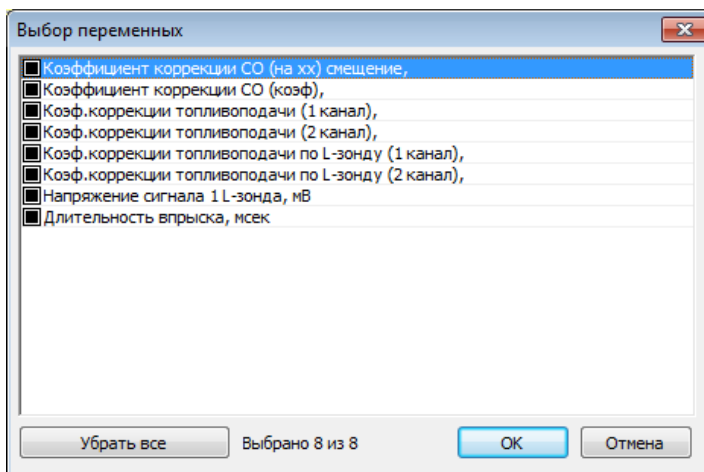 Выбор переменных
Коэффициент коррекции СО (на хх) смещение,
Коэффициент коррекции СО (коэф),
Коэф.коррекции топливоподачи (1 канал),
Коэф.коррекции топливоподачи (2 канал),
Коэф.коррекции топливоподачи по L-зонду (1 канал),
Коэф.коррекции топливоподачи по L-зонду (2 канал),
Напряжение сигнала 1 L-зонда, мВ
Длительность впрыска, мсек
Убрать все Выбрано 8 из 8 OK Отмена